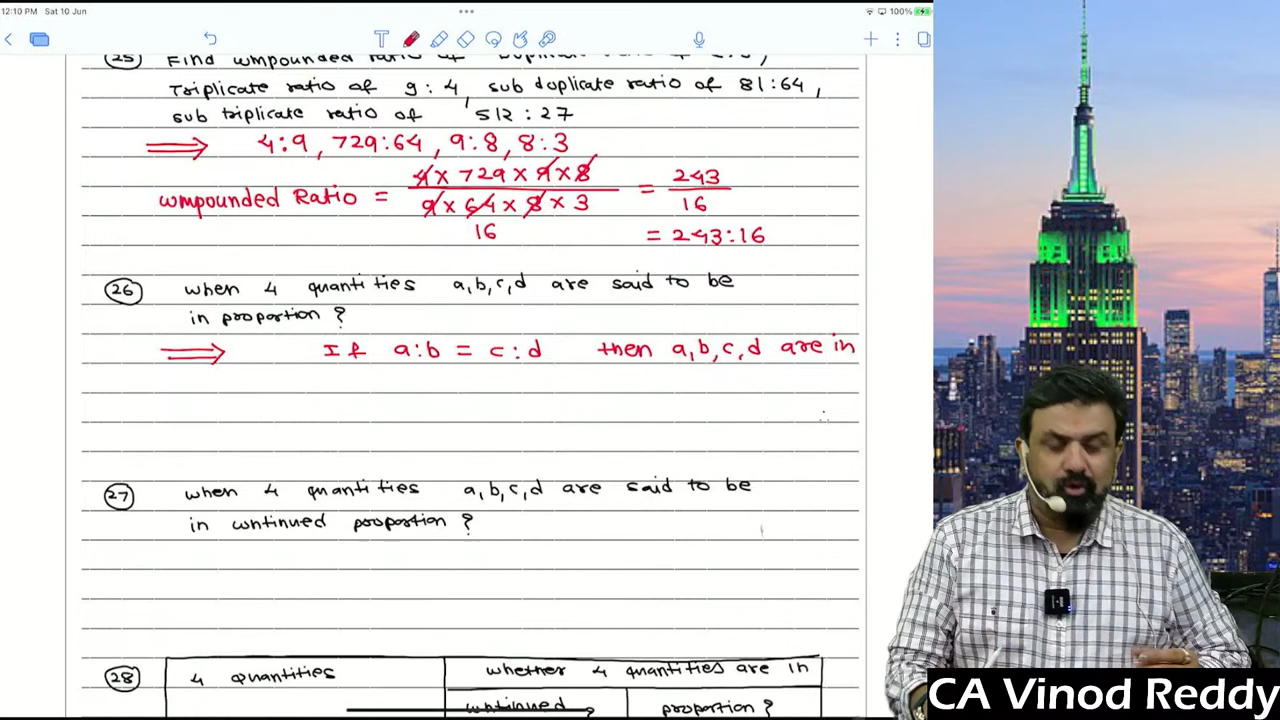 12:10 PM Sat 10 Jun
100%
25 Find compounded ratio of
Triplicate ratio of 9:4, sub duplicate ratio of 81:64,
sub triplicate ratio of 512:27
⟹ 4:9, 729:64, 9:8, 8:3
compounded Ratio = 4 × 729 × 9 × 8 / 9 × 64 × 8 × 3 = 243 / 16
16
= 243:16
26 when 4 quantities a,b,c,d are said to be
in proportion ?
⟹ If a:b = c:d then a,b,c,d are in
27 when 4 quantities a,b,c,d are said to be
in continued proportion ?
28 4 quantities whether 4 quantities are in
continued ? proportion ?
CA Vinod Reddy